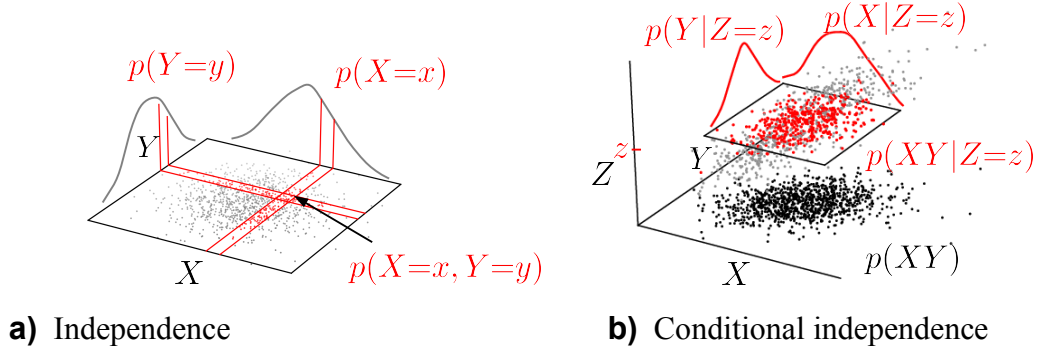 p(Y=y)
p(X=x)
Y
X
p(X=x, Y=y)
a) Independence
p(Y|Z=z)
p(X|Z=z)
Z
z
Y
p(XY|Z=z)
X
p(XY)
b) Conditional independence